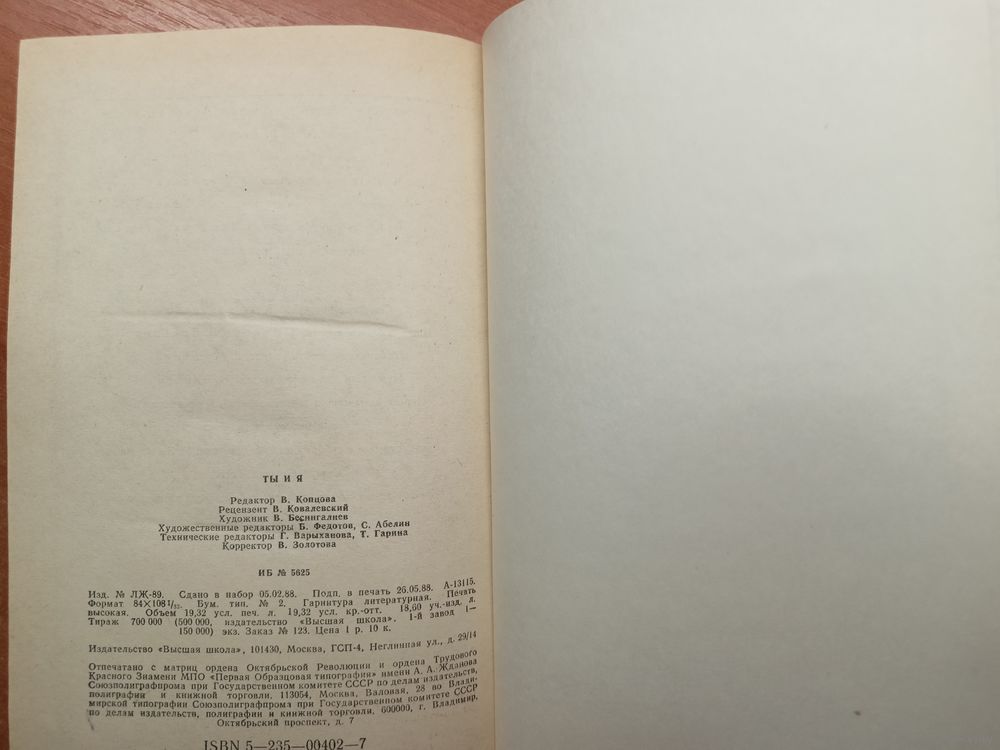 ТЫ И Я
Редактор В. Копцова
Рецензент В. Ковалевский
Художник В. Бесингалиев
Художественные редакторы Б. Федотов, С. Абелин
Технические редакторы Г. Варыханова, Т. Гарина
Корректор В. Золотова
ИБ № 5625
Изд. № ЛЖ-89. Сдано в набор 05.02.88. Подп. в печать 26.05.88. А-13115.
Формат 84×108 1/32. Бум. тип. № 2. Гарнитура литературная. Печать
высокая. Объем 19,32 усл. печ. л. 19,32 усл. кр.-отт. 18,60 уч.-изд. л.
Тираж 700 000 (500 000, издательство «Высшая школа», 1-й завод 1—
150 000) экз. Заказ № 123. Цена 1 р. 10 к.
Издательство «Высшая школа», 101430, Москва, ГСП-4, Неглинная ул., д. 29/14
Отпечатано с матриц ордена Октябрьской Революции и ордена Трудового
Красного Знамени МПО «Первая Образцовая типография» имени А. А. Жданова
Союзполиграфпрома при Государственном комитете СССР по делам издательств,
полиграфии и книжной торговли. 113054, Москва, Валовая, 28 во Влади-
мирской типографии Союзполиграфпрома при Государственном комитете СССР
по делам издательств, полиграфии и книжной торговли. 600000, г. Владимир,
Октябрьский проспект, д. 7
ISBN 5—235—00402—7